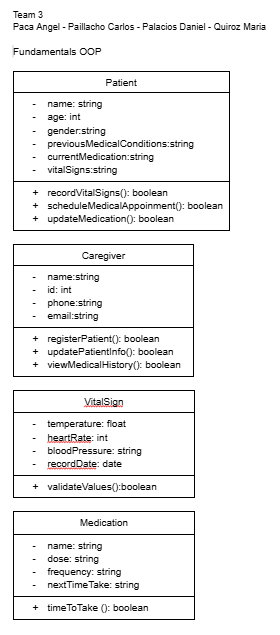 Team 3
Paca Angel - Paillacho Carlos - Palacios Daniel - Quiroz Maria
Fundamentals OOP
Patient
- name: string
- age: int
- gender:string
- previousMedicalConditions:string
- currentMedication:string
- vitalSigns:string
+ recordVitalSigns(): boolean
+ scheduleMedicalAppoinment(): boolean
+ updateMedication(): boolean
Caregiver
- name:string
- id: int
- phone:string
- email:string
+ registerPatient(): boolean
+ updatePatientInfo(): boolean
+ viewMedicalHistory(): boolean
VitalSign
- temperature: float
- heartRate: int
- bloodPressure: string
- recordDate: date
+ validateValues():boolean
Medication
- name: string
- dose: string
- frequency: string
- nextTimeTake: string
+ timeToTake (): boolean